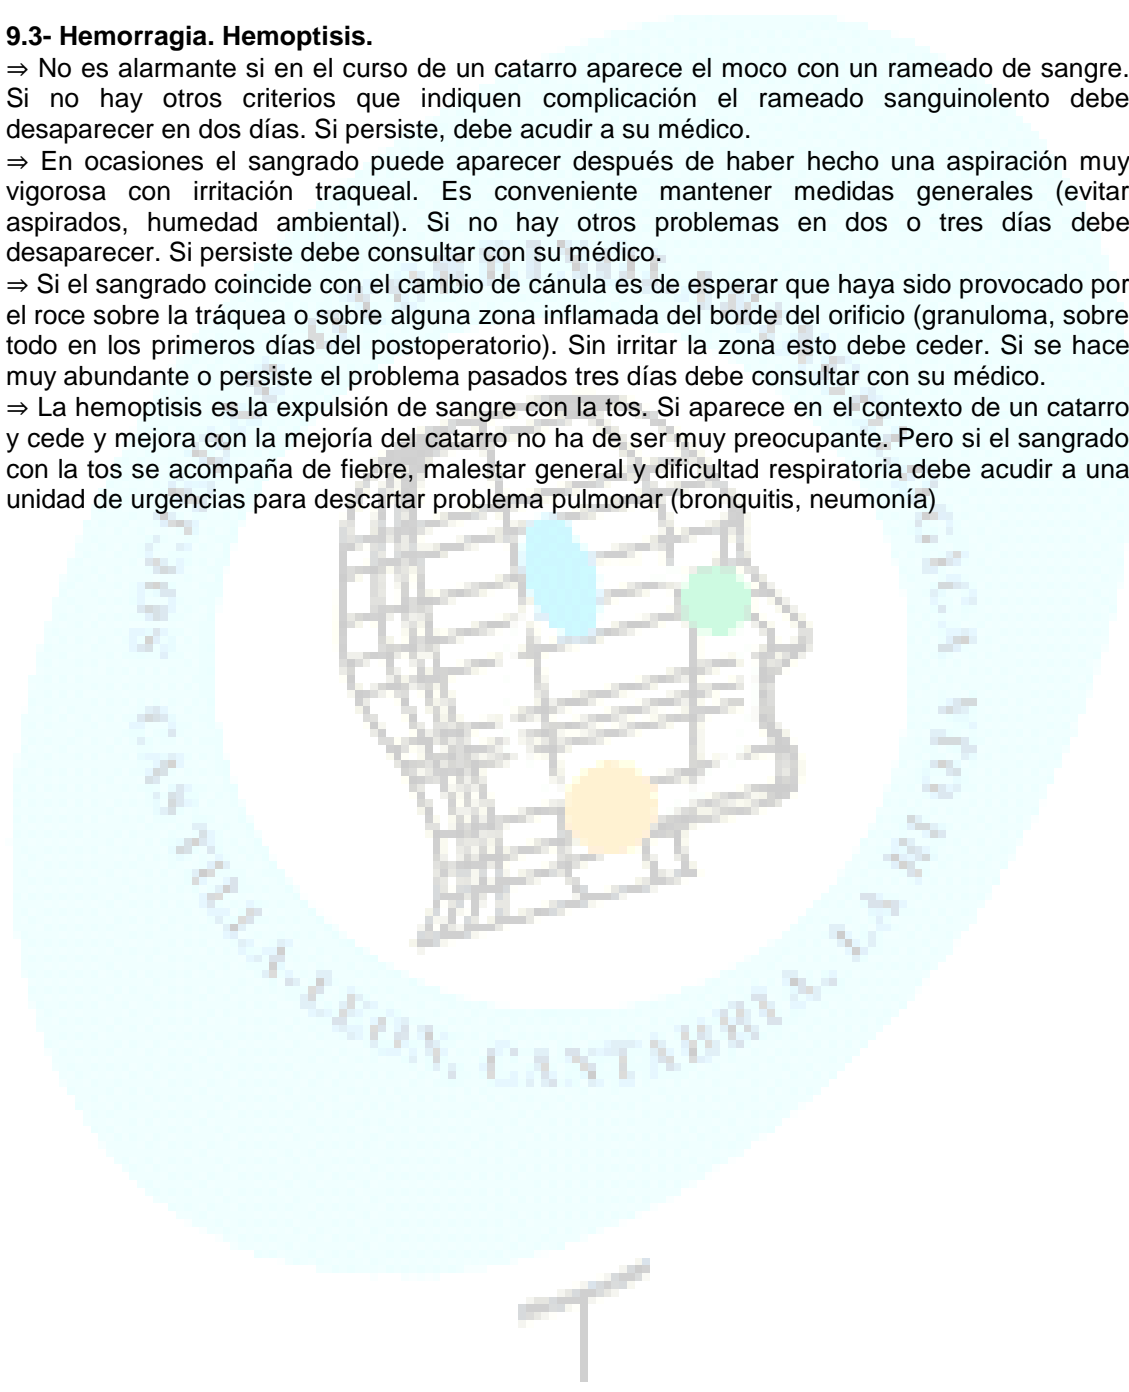 9.3- Hemorragia. Hemoptisis.
⇒ No es alarmante si en el curso de un catarro aparece el moco con un rameado de sangre.
Si no hay otros criterios que indiquen complicación el rameado sanguinolento debe
desaparecer en dos días. Si persiste, debe acudir a su médico.
⇒ En ocasiones el sangrado puede aparecer después de haber hecho una aspiración muy
vigorosa con irritación traqueal. Es conveniente mantener medidas generales (evitar
aspirados, humedad ambiental). Si no hay otros problemas en dos o tres días debe
desaparecer. Si persiste debe consultar con su médico.
⇒ Si el sangrado coincide con el cambio de cánula es de esperar que haya sido provocado por
el roce sobre la tráquea o sobre alguna zona inflamada del borde del orificio (granuloma, sobre
todo en los primeros días del postoperatorio). Sin irritar la zona esto debe ceder. Si se hace
muy abundante o persiste el problema pasados tres días debe consultar con su médico.
⇒ La hemoptisis es la expulsión de sangre con la tos. Si aparece en el contexto de un catarro
y cede y mejora con la mejoría del catarro no ha de ser muy preocupante. Pero si el sangrado
con la tos se acompaña de fiebre, malestar general y dificultad respiratoria debe acudir a una
unidad de urgencias para descartar problema pulmonar (bronquitis, neumonía)
CASTILLA-LEON, CANTABRIA, LA RIOJA